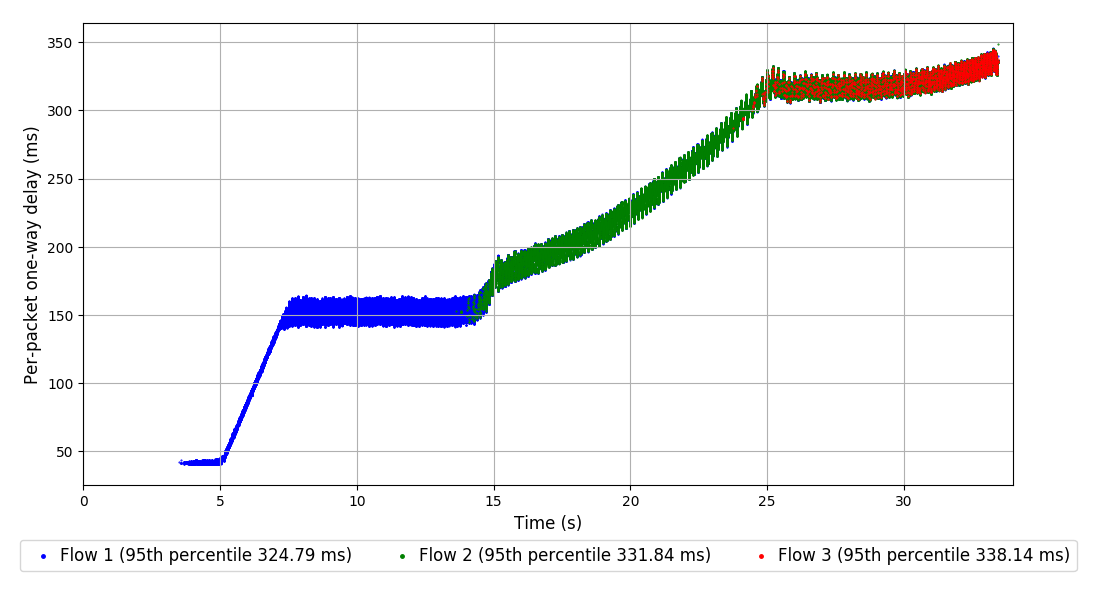 Per-packet one-way delay (ms)
350
300
250
200
150
100
50
0 5 10 15 20 25 30
Time (s)
Flow 1 (95th percentile 324.79 ms) Flow 2 (95th percentile 331.84 ms) Flow 3 (95th percentile 338.14 ms)